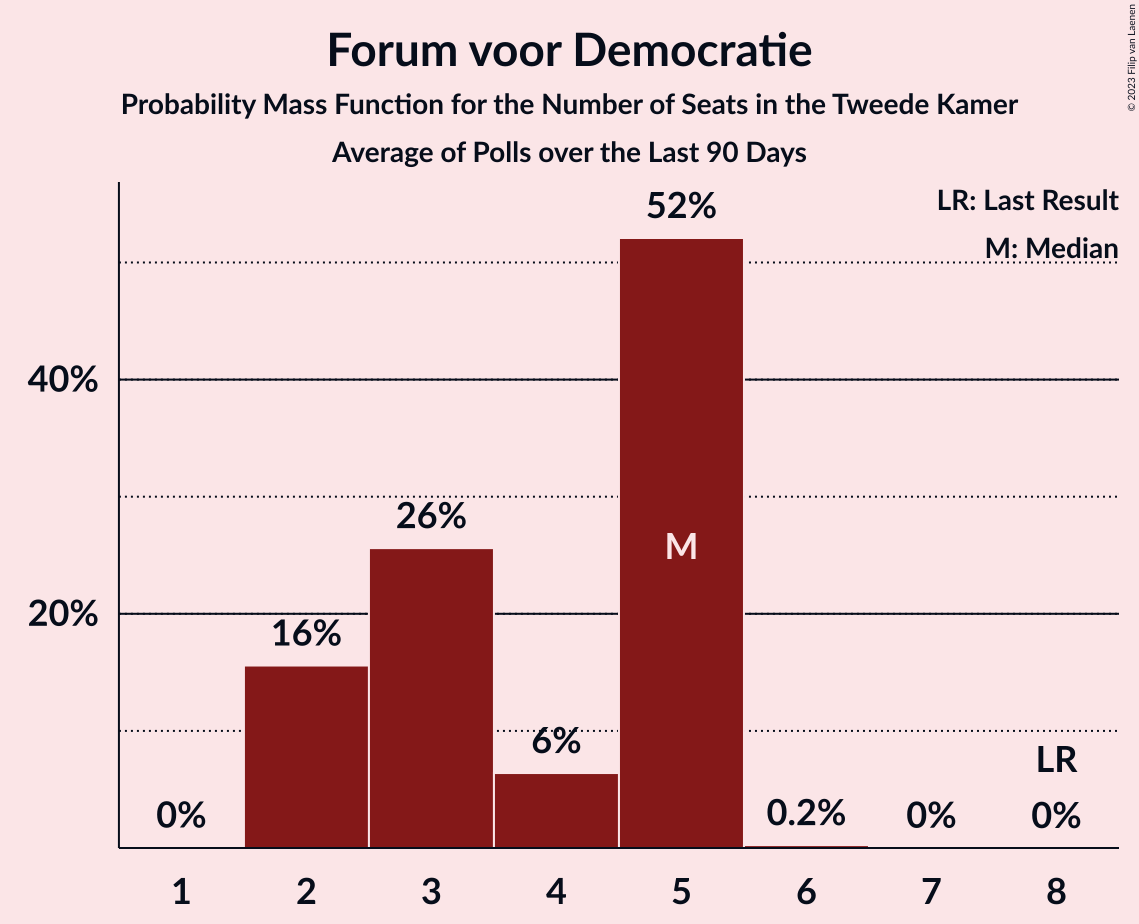 Forum voor Democratie
Probability Mass Function for the Number of Seats in the Tweede Kamer
Average of Polls over the Last 90 Days
© 2023 Filip van Laenen
LR: Last Result
M: Median
52%
40%
26%
M
20%
16%
6%
LR
0%
0.2%
0%
0%
1 2 3 4 5 6 7 8